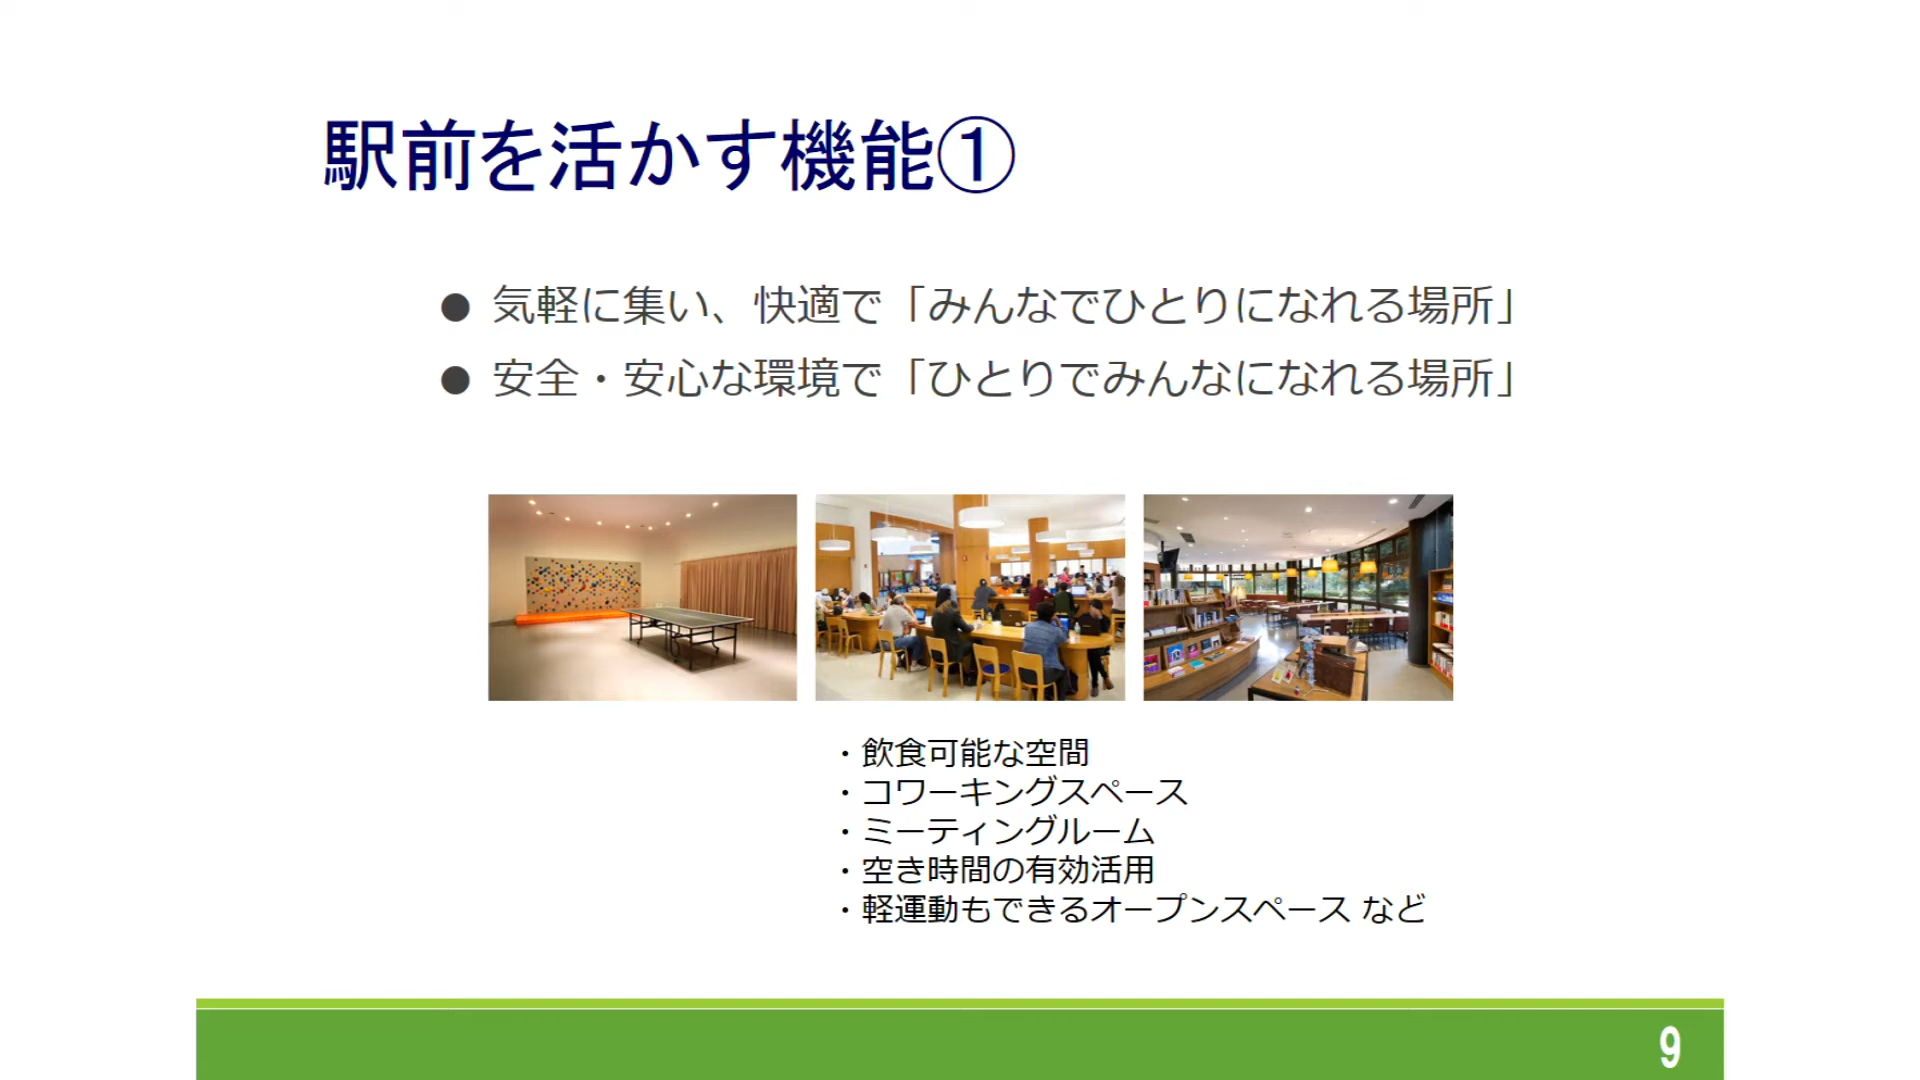 駅前を活かす機能①
● 気軽に集い、快適で「みんなでひとりになれる場所」
● 安全・安心な環境で「ひとりでみんなになれる場所」
・飲食可能な空間
・コワーキングスペース
・ミーティングルーム
・空き時間の有効活用
・軽運動もできるオープンスペース など
9